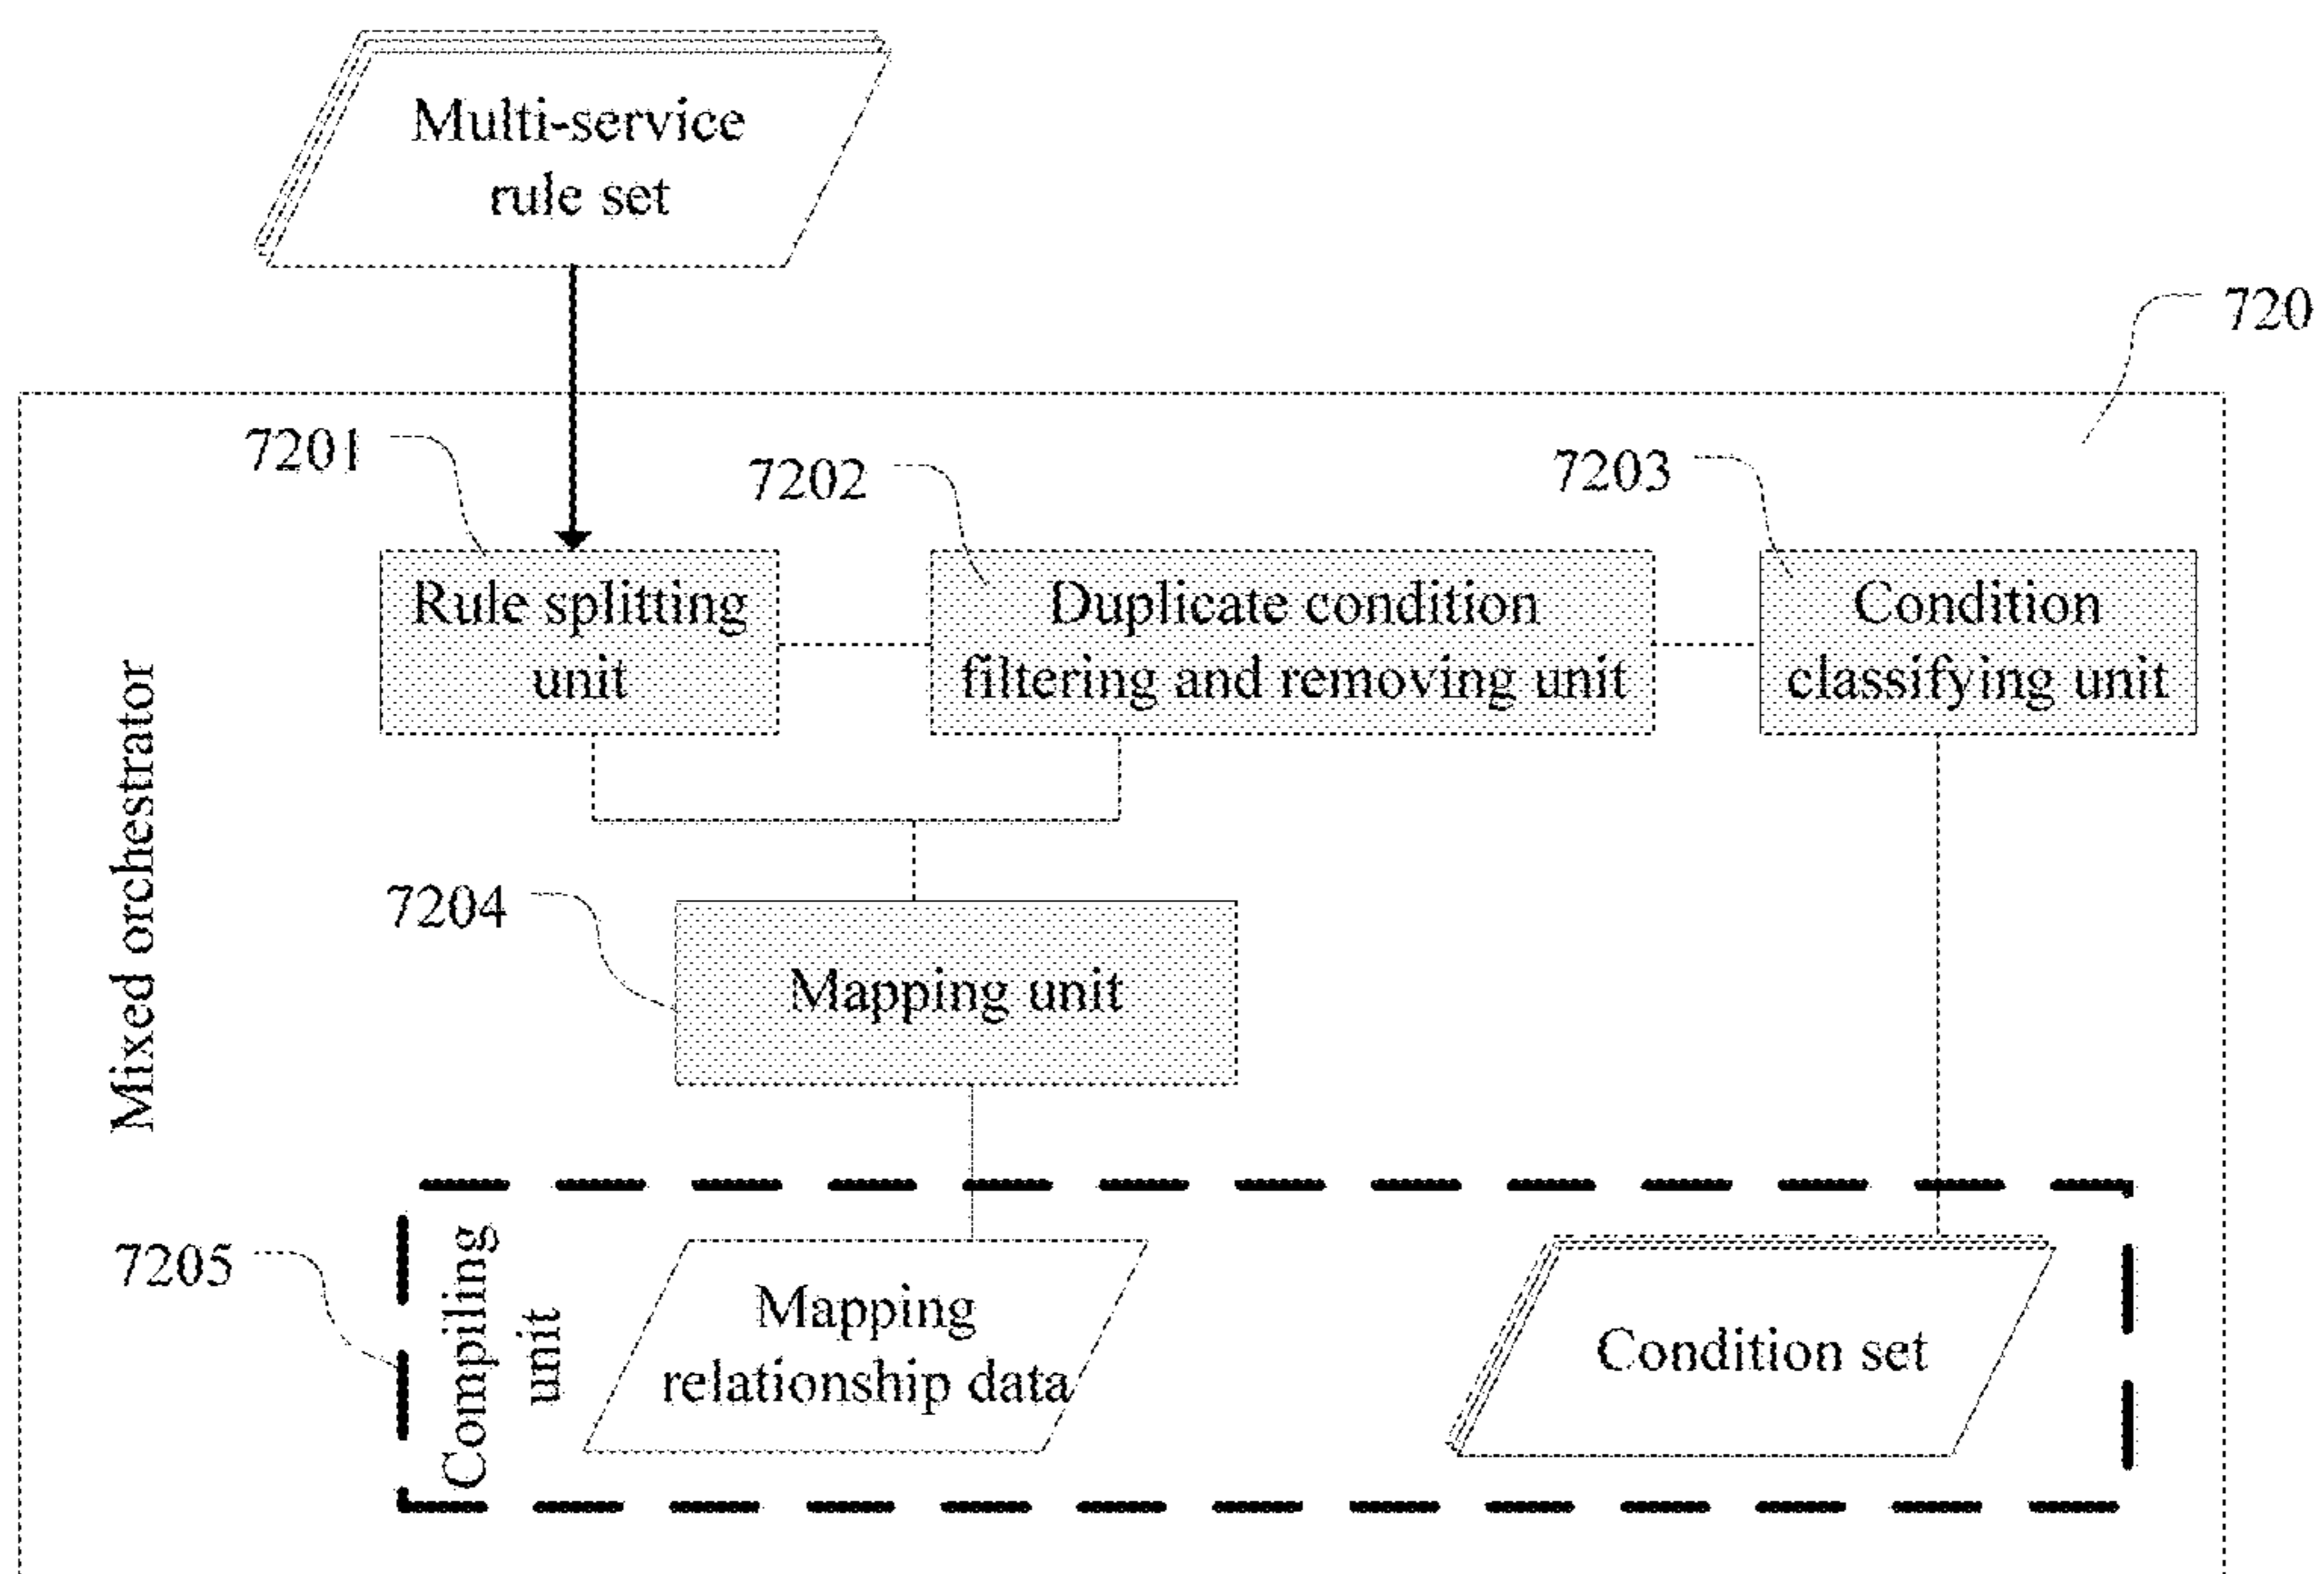 Multi-service
rule set
720
7201
7202
7203
Rule splitting
unit
Duplicate condition
filtering and removing unit
Condition
classifying unit
Mixed orchestrator
7204
Mapping unit
7205
Compiling
unit
Mapping
relationship data
Condition set